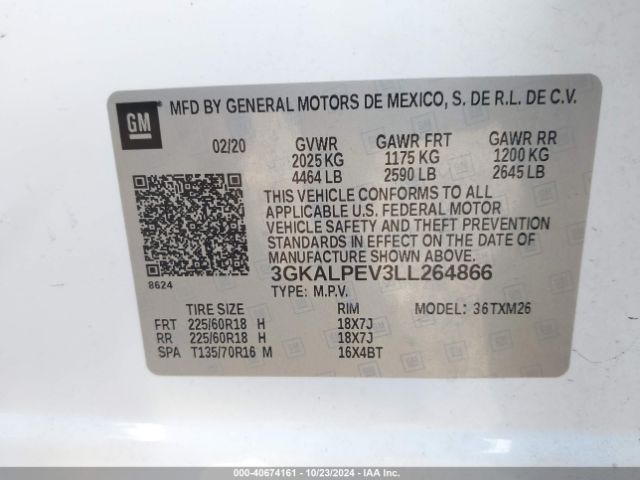 GM
MFD BY GENERAL MOTORS DE MEXICO, S. DE R.L. DE C.V.
02/20 GVWR GAWR FRT GAWR RR
2025 KG 1175 KG 1200 KG
4464 LB 2590 LB 2645 LB
THIS VEHICLE CONFORMS TO ALL
APPLICABLE U.S. FEDERAL MOTOR
VEHICLE SAFETY AND THEFT PREVENTION
STANDARDS IN EFFECT ON THE DATE OF
MANUFACTURE SHOWN ABOVE.
8624 3GKALPEV3LL264866
TYPE: M.P.V.
TIRE SIZE RIM MODEL: 36TXM26
FRT 225/60R18 H 18X7J
RR 225/60R18 H 18X7J
SPA T135/70R16 M 16X4BT
000-40674161 - 10/23/2024 - IAAI.com